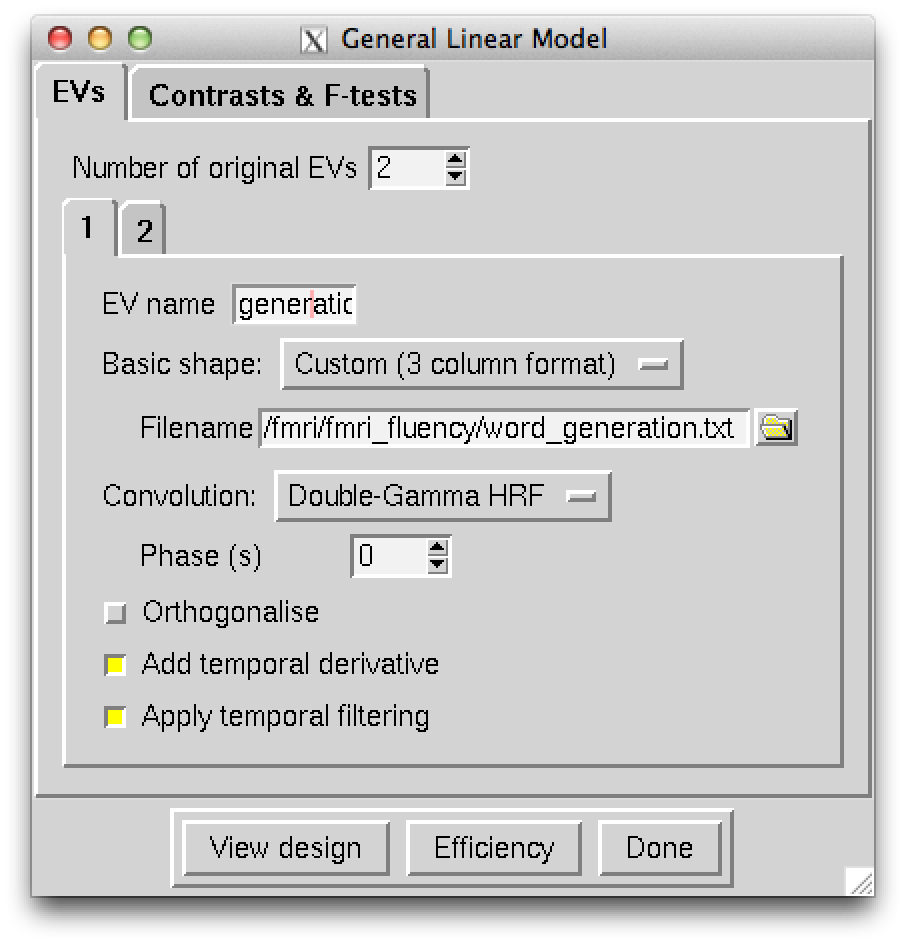 General Linear Model
EVs Contrasts & F-tests
Number of original EVs 2
1 2
EV name generatic
Basic shape: Custom (3 column format)
Filename /fmri/fmri_fluency/word_generation.txt
Convolution: Double-Gamma HRF
Phase (s) 0
Orthogonalise
Add temporal derivative
Apply temporal filtering
View design Efficiency Done